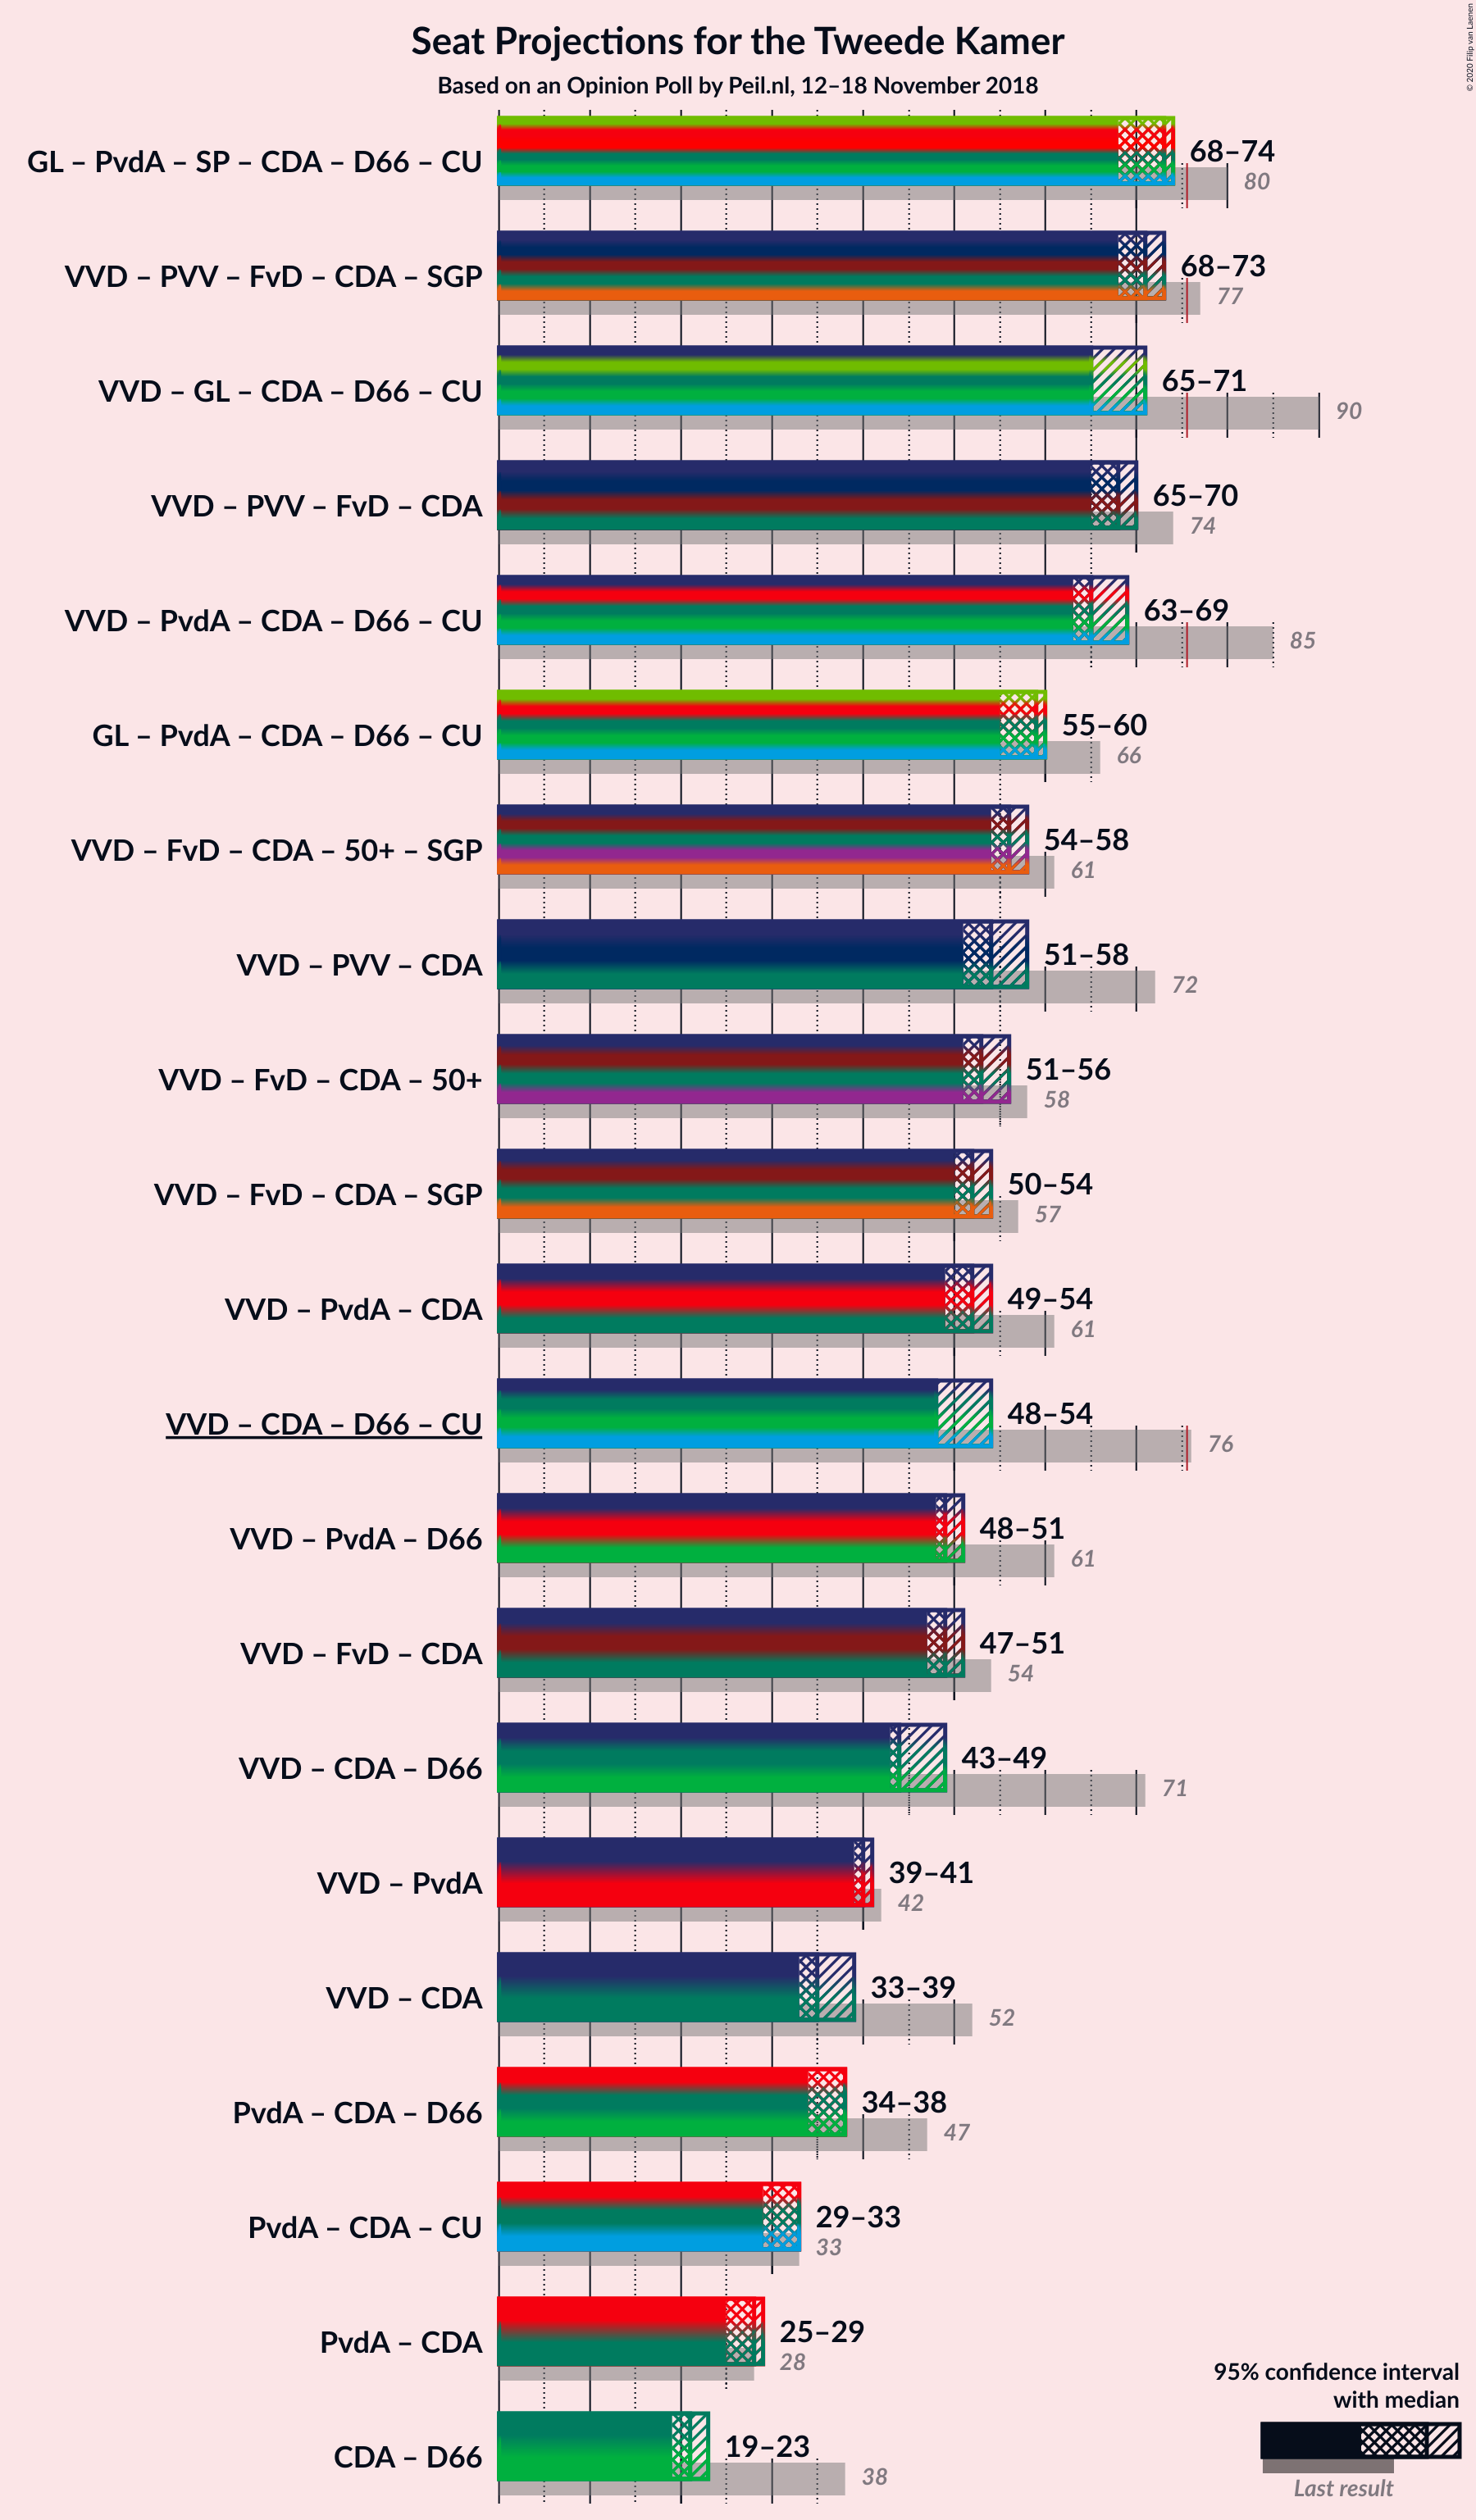 © 2020 Filip van Laenen
Seat Projections for the Tweede Kamer
Based on an Opinion Poll by Peil.nl, 12–18 November 2018
GL – PvdA – SP – CDA – D66 – CU
68–74
80
VVD – PVV – FvD – CDA – SGP
68–73
77
VVD – GL – CDA – D66 – CU
65–71
90
VVD – PVV – FvD – CDA
65–70
74
VVD – PvdA – CDA – D66 – CU
63–69
85
GL – PvdA – CDA – D66 – CU
55–60
66
VVD – FvD – CDA – 50+ – SGP
54–58
61
VVD – PVV – CDA
51–58
72
VVD – FvD – CDA – 50+
51–56
58
VVD – FvD – CDA – SGP
50–54
57
VVD – PvdA – CDA
49–54
61
VVD – CDA – D66 – CU
48–54
76
VVD – PvdA – D66
48–51
61
VVD – FvD – CDA
47–51
54
VVD – CDA – D66
43–49
71
VVD – PvdA
39–41
42
VVD – CDA
33–39
52
PvdA – CDA – D66
34–38
47
PvdA – CDA – CU
29–33
33
PvdA – CDA
25–29
28
CDA – D66
19–23
38
95% confidence interval
with median
Last result